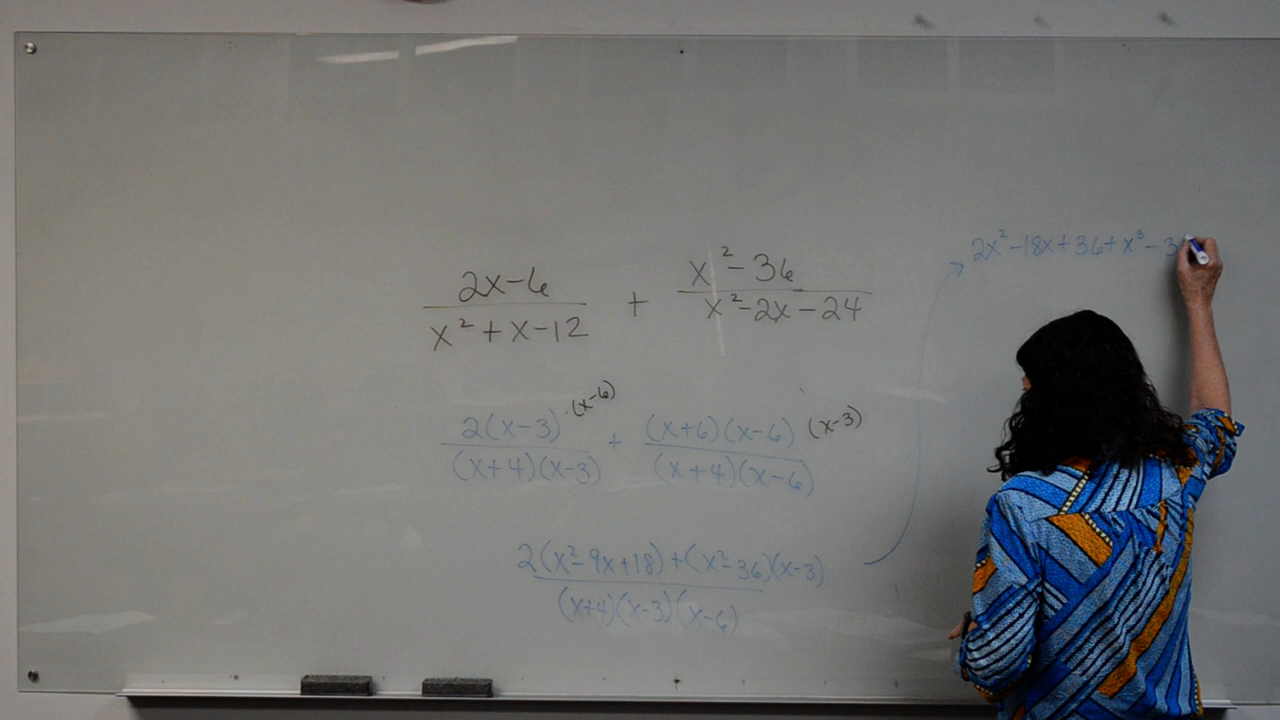 2x-6 / x²+x-12 + x²-36 / x²-2x-24
2(x-3) ·(x-6) / (x+4)(x-3) + (x+6)(x-6) (x-3) / (x+4)(x-6)
2(x²-9x+18)+(x²-36)(x-3) / (x+4)(x-3)(x-6)
2x²-18x+36+x³-3